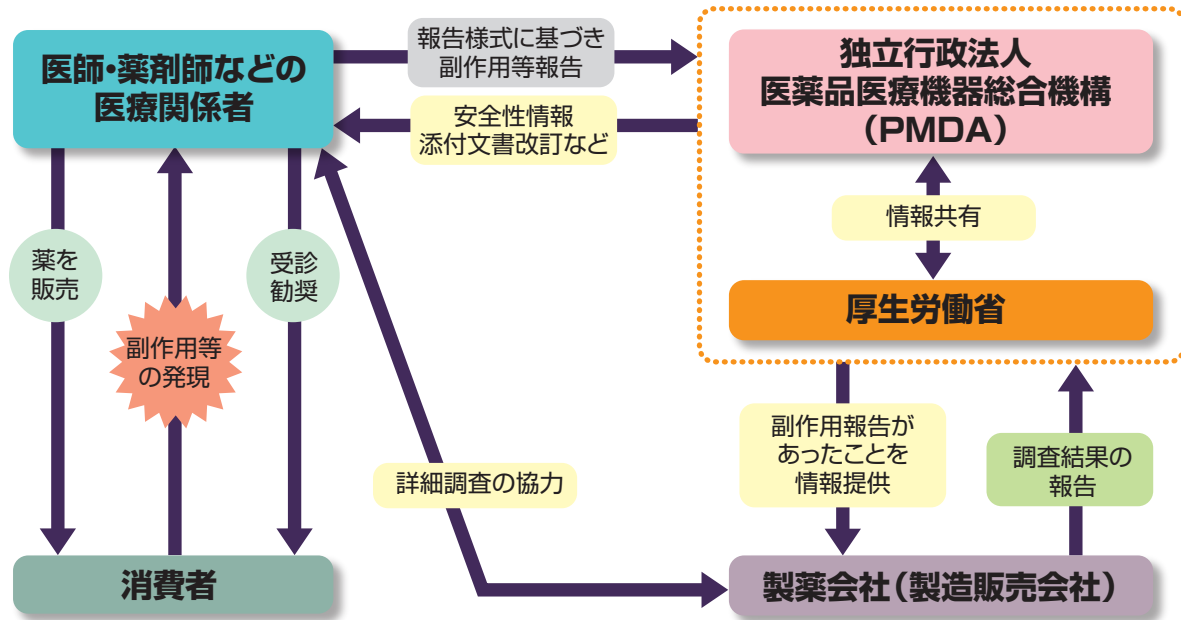 医師・薬剤師などの
医療関係者
報告様式に基づき
副作用等報告
安全性情報
添付文書改訂など
独立行政法人
医薬品医療機器総合機構
（PMDA）
情報共有
厚生労働省
薬を
販売
副作用等
の発現
受診
勧奨
詳細調査の協力
副作用報告が
あったことを
情報提供
調査結果の
報告
消費者
製薬会社（製造販売会社）